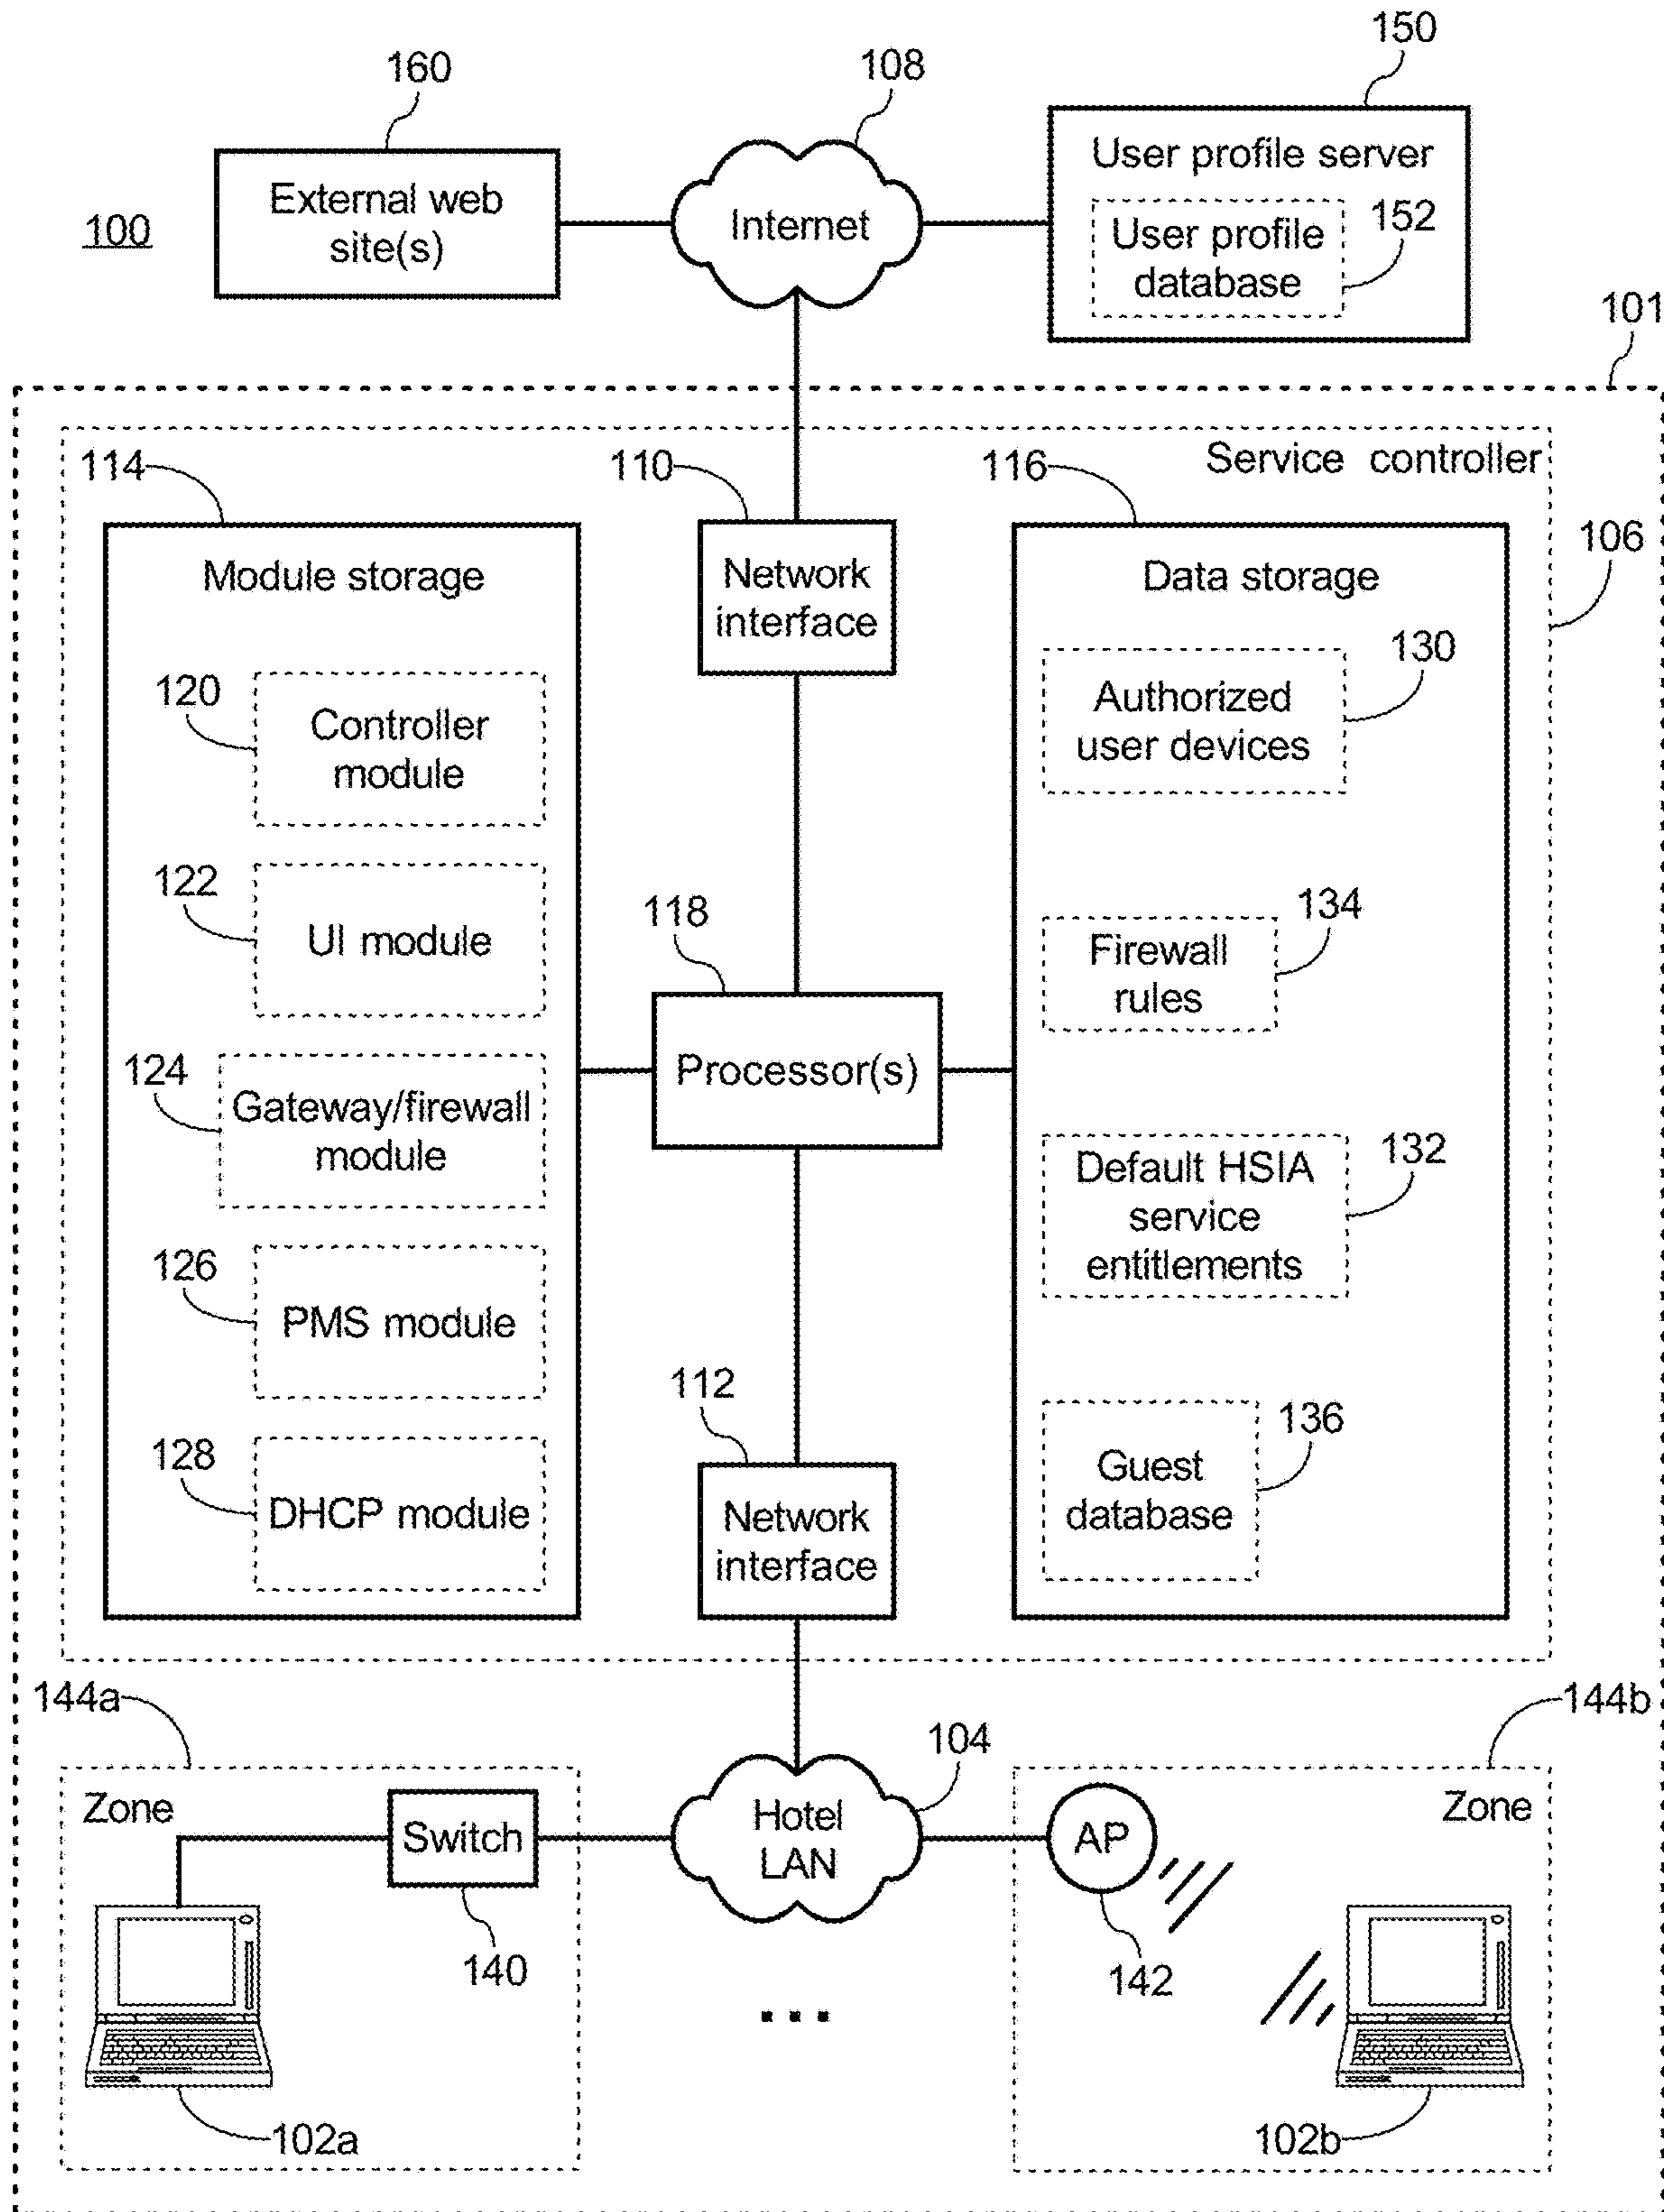 150
160
108
External web
site(s)
Internet
User profile server
User profile
database
152
100
101
Service controller
114
110
116
106
Module storage
Network
interface
Data storage
120
Controller
module
Authorized
user devices
130
122
UI module
118
Firewall
rules
134
124
Gateway/firewall
module
Processor(s)
Default HSIA
service
entitlements
132
126
PMS module
112
128
DHCP module
Network
interface
Guest
database
136
144a
144b
104
Zone
Switch
Hotel
LAN
AP
Zone
140
142
...
102a
102b